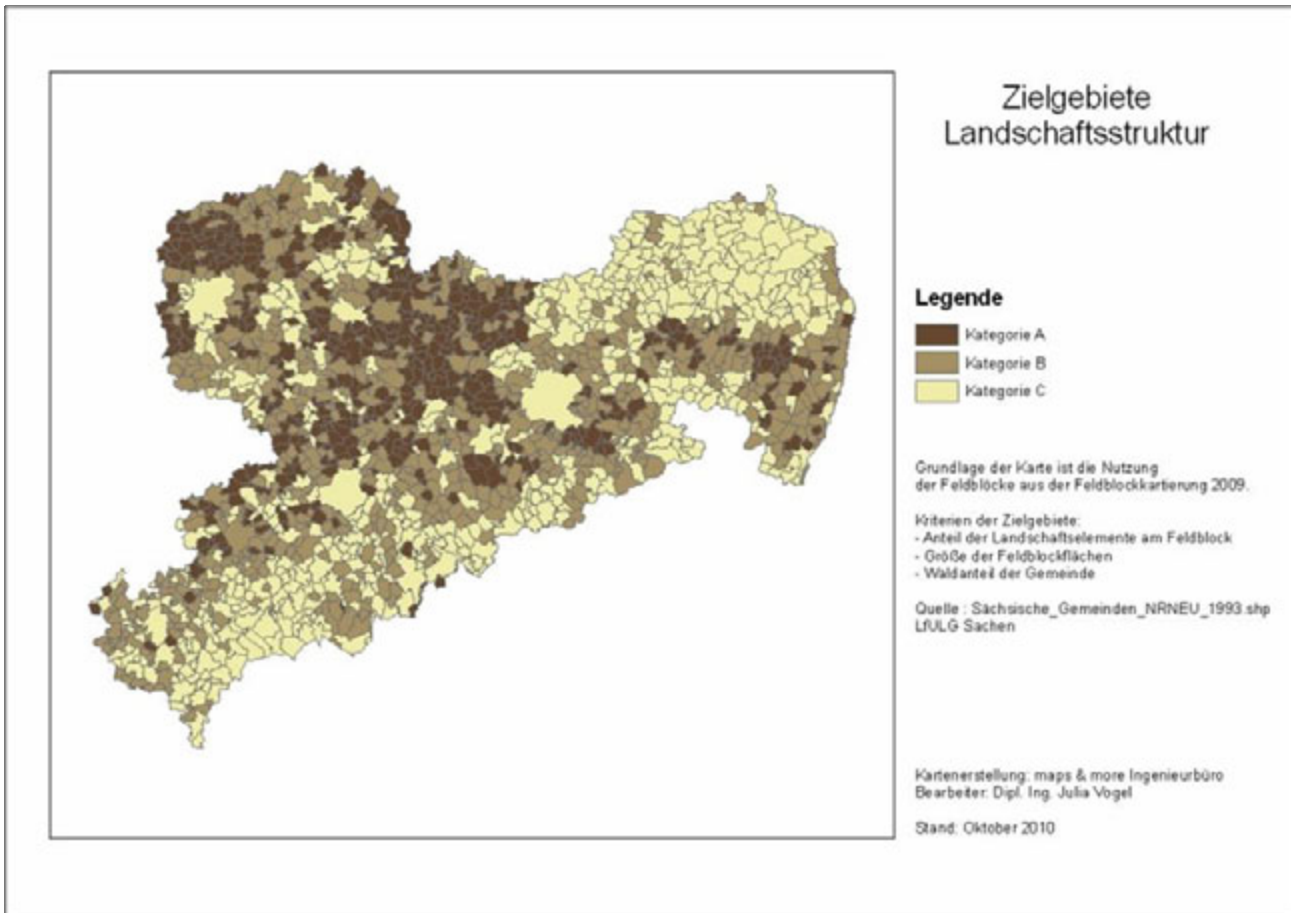 Zielgebiete
Landschaftsstruktur
Legende
Kategorie A
Kategorie B
Kategorie C
Grundlage der Karte ist die Nutzung
der Feldblöcke aus der Feldblockkartierung 2009.
Kriterien der Zielgebiete:
- Anteil der Landschaftselemente am Feldblock
- Größe der Feldblockflächen
- Waldanteil der Gemeinde
Quelle : Sächsische_Gemeinden_NRNEU_1993.shp
LfULG Sachen
Kartenerstellung: maps & more Ingenieurbüro
Bearbeiter: Dipl. Ing. Julia Vogel
Stand: Oktober 2010